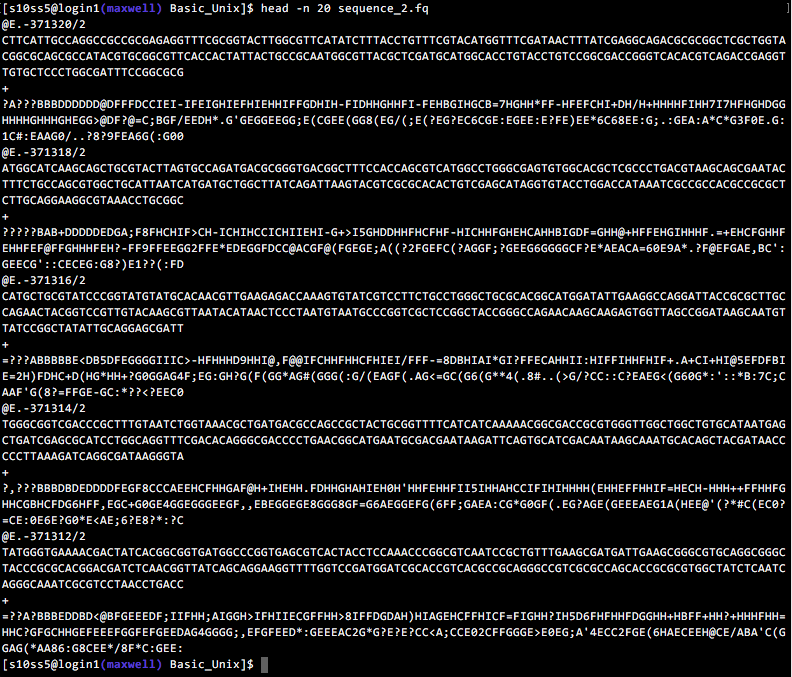 [s10ss5@login1(maxwell) Basic_Unix]$ head -n 20 sequence_2.fq
@E.-371320/2
CTTCATTGCCAGGCCGCCGCGAGAGGTTTCGCGGTACTTGGCGTTCATATCTTTACCTGTTTCGTACATGGTTTCGATAACTTTATCGAGGCAGACGCGCGGCTCGCTGGTA
CGGCGCAGCGCCATACGTGCGCGTTCACCACTATTACTGCCGCAATGGCGTTACGCTCGATGCATGGCACCTGTACCTGTCCGGCGACCGGGTCACACGTCAGACCGAGGT
TGTGCTCCCTGGCGATTTCCGGCGCG
+
?A???BBBDDDDDD@DFFFDCCIEI-IFEIGHIEFHIEHHIFFGDHIH-FIDHHGHHFI-FEHBGIHGCB=7HGHH*FF-HFEFCHI+DH/H+HHHHFIHH7I7HFHGHDGG
HHHHGHHHGHEGG>@DF?@=C;BGF/EEDH*.G'GEGGEEGG;E(CGEE(GG8(EG/(;E(?EG?EC6CGE:EGEE:E?FE)EE*6C68EE:G;.:GEA:A*C*G3F0E.G:
1C#:EAAG0/..?8?9FEA6G(:G00
@E.-371318/2
ATGGCATCAAGCAGCTGCGTACTTAGTGCCAGATGACGCGGGTGACGGCTTTCCACCAGCGTCATGGCCTGGGCGAGTGTGGCACGCTCGCCCTGACGTAAGCAGCGAATAC
TTTCTGCCAGCGTGGCTGCATTAATCATGATGCTGGCTTATCAGATTAAGTACGTCGCGCACACTGTCGAGCATAGGTGTACCTGGACCATAAATCGCCGCCACCGCCGCGCT
CTTGCAGGAAGGCGTAAACCTGCGGC
+
?????BAB+DDDDDEDGA;F8FHCHIF>CH-ICHIHCCICHIIEHI-G+>I5GHDDHHFHCFHF-HICHHFGHEHCAHHBIGDF=GHH@+HFFEHGIHHHF.=+EHCFGHHF
EHHFEF@FFGHHHFEH?-FF9FFEEGG2FFE*EDEGGFDCC@ACGF@(FGEGE;A((?2FGEFC(?AGGF;?GEEG6GGGGCF?E*AEACA=60E9A*.?F@EFGAE,BC':
GEECG'::CECEG:G8?)E1??(:FD
@E.-371316/2
CATGCTGCGTATCCCGGTATGTATGCACAACGTTGAAGAGACCAAAGTGTATCGTCCTTCTGCCTGGGCTGCGCACGGCATGGATATTGAAGGCCAGGATTACCGCGCTTGC
CAGAACTACGGTCCGTTGTACAAGCGTTAATACATAACTCCCTAATGTAATGCCCGGTCGCTCCGGCTACCGGGCCAGAACAAGCAAGAGTGGTTAGCCGGATAAGCAATGT
TATCCGGCTATATTGCAGGAGCGATT
+
=???ABBBBBE<DB5DFEGGGGIIIC>-HFHHHD9HHI@,F@@IFCHHFHHCFHIEI/FFF-=8DBHIAI*GI?FFECAHHII:HIFFIHHFHIF+.A+CI+HI@5EFDFBI
E=2H)FDHC+D(HG*HH+?G0GGAG4F;EG:GH?G(F(GG*AG#(GGG(:G/(EAGF(.AG<=GC(G6(G**4(.8#..(>G/?CC::C?EAEG<(G60G*:'::*B:7C;C
AAF'G(8?=FFGE-GC:*??<?EEC0
@E.-371314/2
TGGGCGGTCGACCCGCTTTGTAATCTGGTAAACGCTGATGACGCCAGCCGCTACTGCGGTTTTCATCATCAAAAACGGCGACCGCGTGGGTTGGCTGGCTGTGCATAATGAG
CTGATCGAGCGCATCCTGGCAGGTTTCGACACAGGGCGACCCCTGAACGGCATGAATGCGACGAATAAGATTCAGTGCATCGACAATAAGCAAATGCACAGCTACGATAACC
CCCTTAAAGATCAGGCGATAAGGGTA
+
?,???BBBDBDEDDDDFEGF8CCCAEEHCFHHGAF@H+IHEHH.FDHHGHAHIEH0H'HHFEHHFII5IHHAHCCIFIHIHHHH(EHHEFHHIF=HECH-HHH++FFHHFG
HHCGBHCFDG6HFF,EGC+G0GE4GGEGGGEEGF,,EBEGGEGE8GGG8GF=G6AEGGEFG(6FF;GAEA:CG*G0GF(.EG?AGE(GEEEAEG1A(HEE@'(?*#C(EC0?
=CE:0E6E?G0*E<AE;6?E8?*:?C
@E.-371312/2
TATGGGTGAAAACGACTATCACGGCGGTGATGGCCCGGTGAGCGTCACTACCTCCAAACCCGGCGTCAATCCGCTGTTTGAAGCGATGATTGAAGCGGGCGTGCAGGCGGGC
TACCCGCGCACGGACGATCTCAACGGTTATCAGCAGGAAGGTTTTGGTCCGATGGATCGCACCGTCACGCCGCAGGGCCGTCGCGCCAGCACCGCGCGTGGCTATCTCAATC
AGGGCAAATCGCGTCCTAACCTGACC
+
=??A?BBBEDDBD<@BFGEEEDF;IIFHH;AIGGH>IFHIIECGFFHH>8IFFDGDAH)HIAGEHCFFHICF=FIGHH?IH5D6FHFHHFDGGHH+HBFF+HH?+HHHFHH=
HHC?GFGCHHGEFEEEFGGFEFGEEDAG4GGGG;,EFGFEED*:GEEEAC2G*G?E?E?CC<A;CCE02CFFGGGE>E0EG;A'4ECC2FGE(6HAECEEH@CE/ABA'C(G
GAG(*AA86:G8CEE*/8F*C:GEE:
[s10ss5@login1(maxwell) Basic_Unix]$